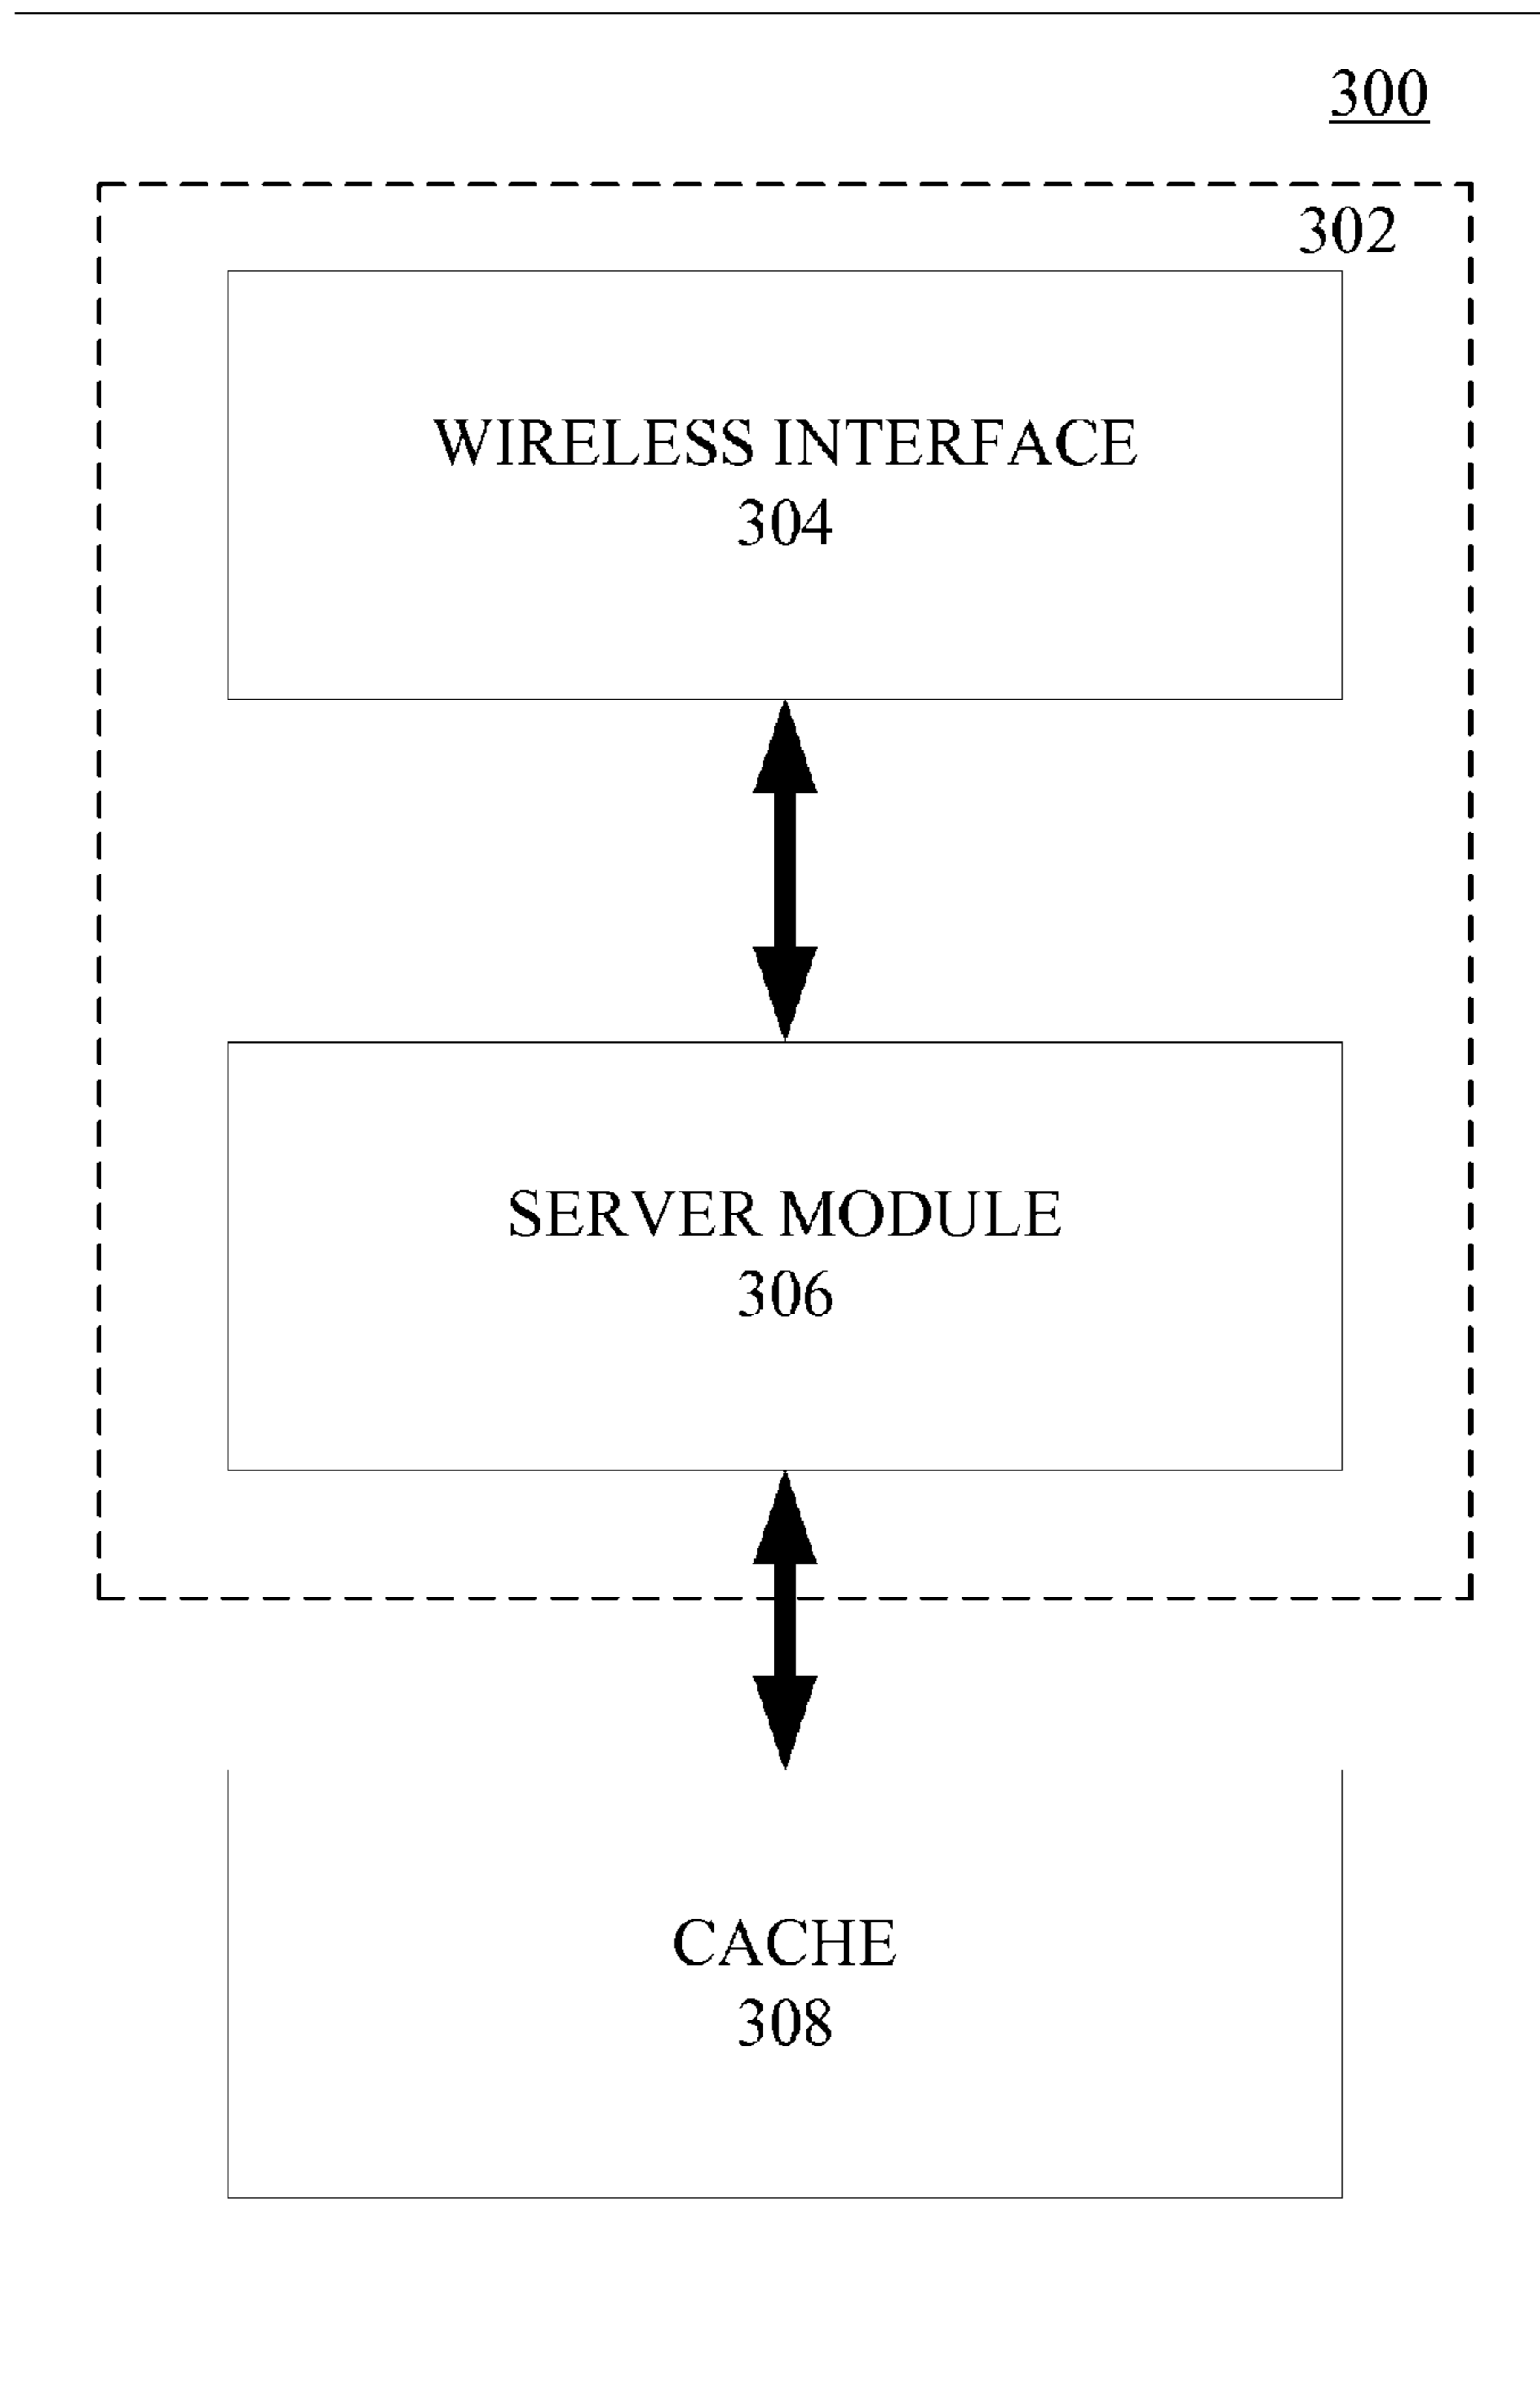 300
302
WIRELESS INTERFACE
304
SERVER MODULE
306
CACHE
308